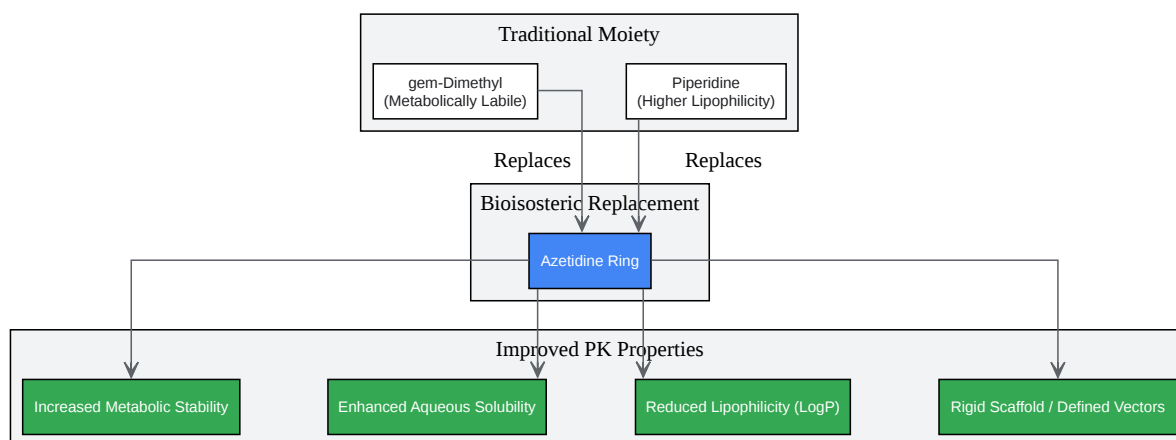 Traditional Moiety
gem-Dimethyl
(Metabolically Labile)
Piperidine
(Higher Lipophilicity)
Replaces
Replaces
Bioisosteric Replacement
Azetidine Ring
Improved PK Properties
Increased Metabolic Stability
Enhanced Aqueous Solubility
Reduced Lipophilicity (LogP)
Rigid Scaffold / Defined Vectors